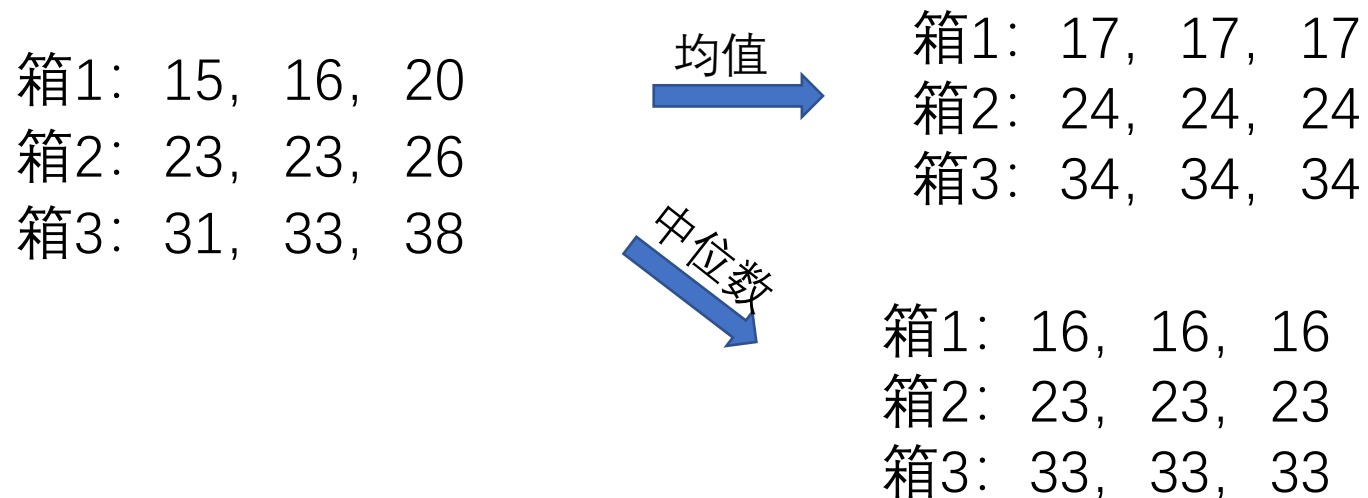 箱1： 15, 16, 20
箱2： 23, 23, 26
箱3： 31, 33, 38
均值
中位数
箱1： 17, 17, 17
箱2： 24, 24, 24
箱3： 34, 34, 34
箱1： 16, 16, 16
箱2： 23, 23, 23
箱3： 33, 33, 33